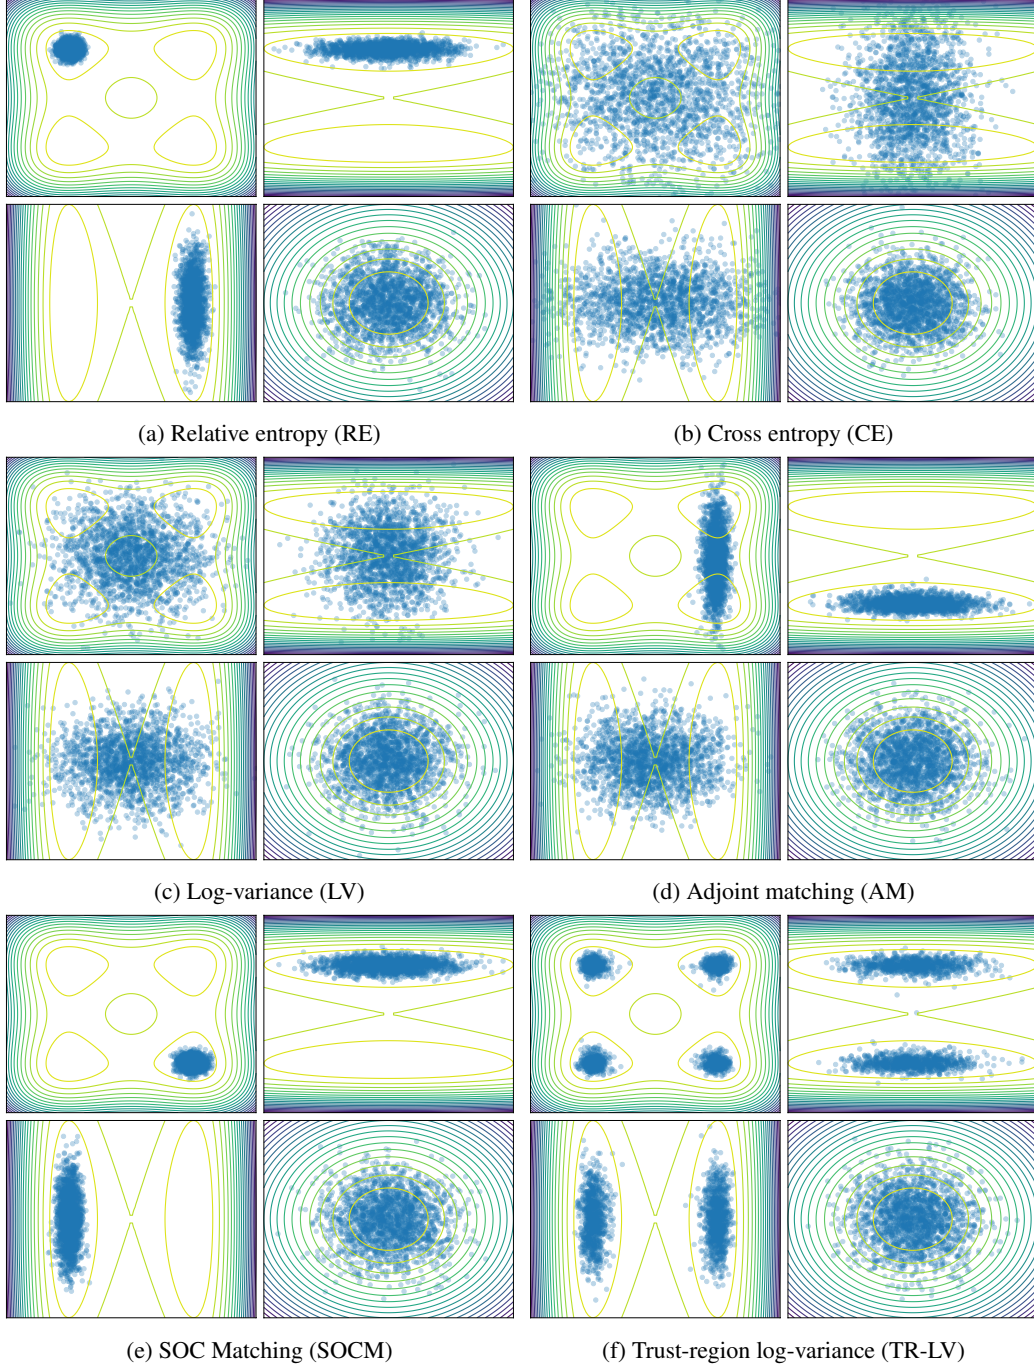 (a) Relative entropy (RE)
(b) Cross entropy (CE)
(c) Log-variance (LV)
(d) Adjoint matching (AM)
(e) SOC Matching (SOCM)
(f) Trust-region log-variance (TR-LV)